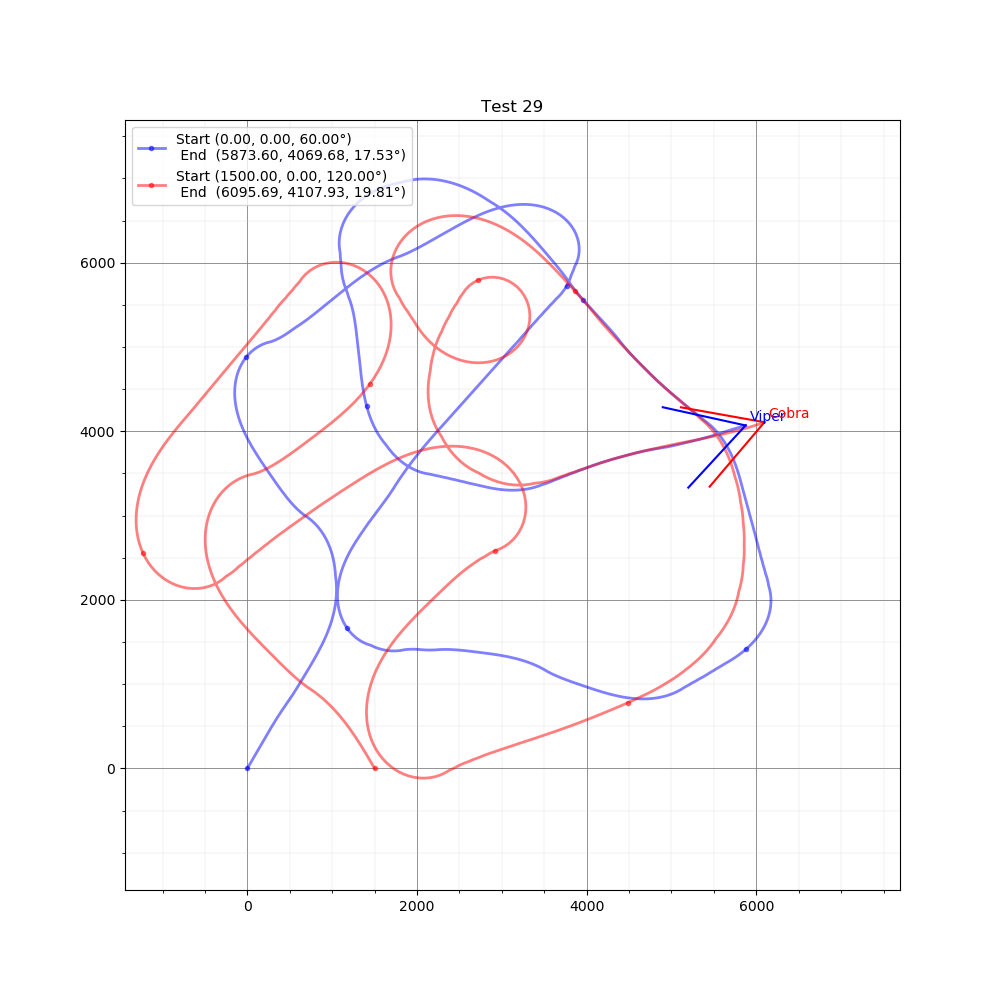 Test 29
Start (0.00, 0.00, 60.00°)
End (5873.60, 4069.68, 17.53°)
Start (1500.00, 0.00, 120.00°)
End (6095.69, 4107.93, 19.81°)
6000
4000
2000
0
Viper
Cobra
0
2000
4000
6000